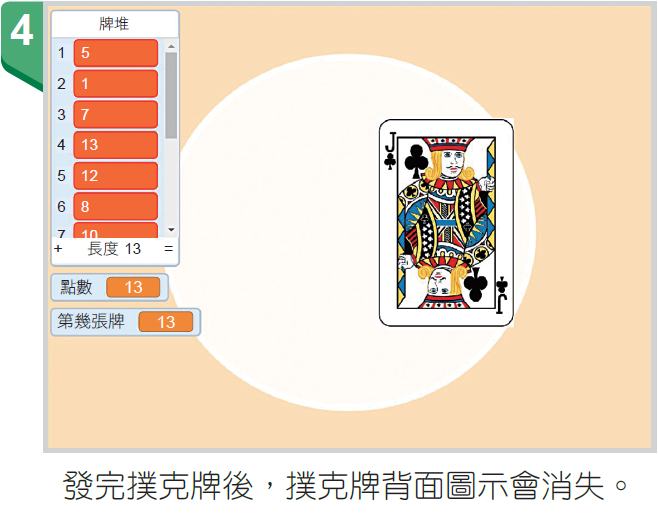 4
牌堆
1 5
2 1
3 7
4 13
5 12
6 8
7 10
+ 長度 13 =
點數 13
第幾張牌 13
J
J
發完撲克牌後，撲克牌背面圖示會消失。